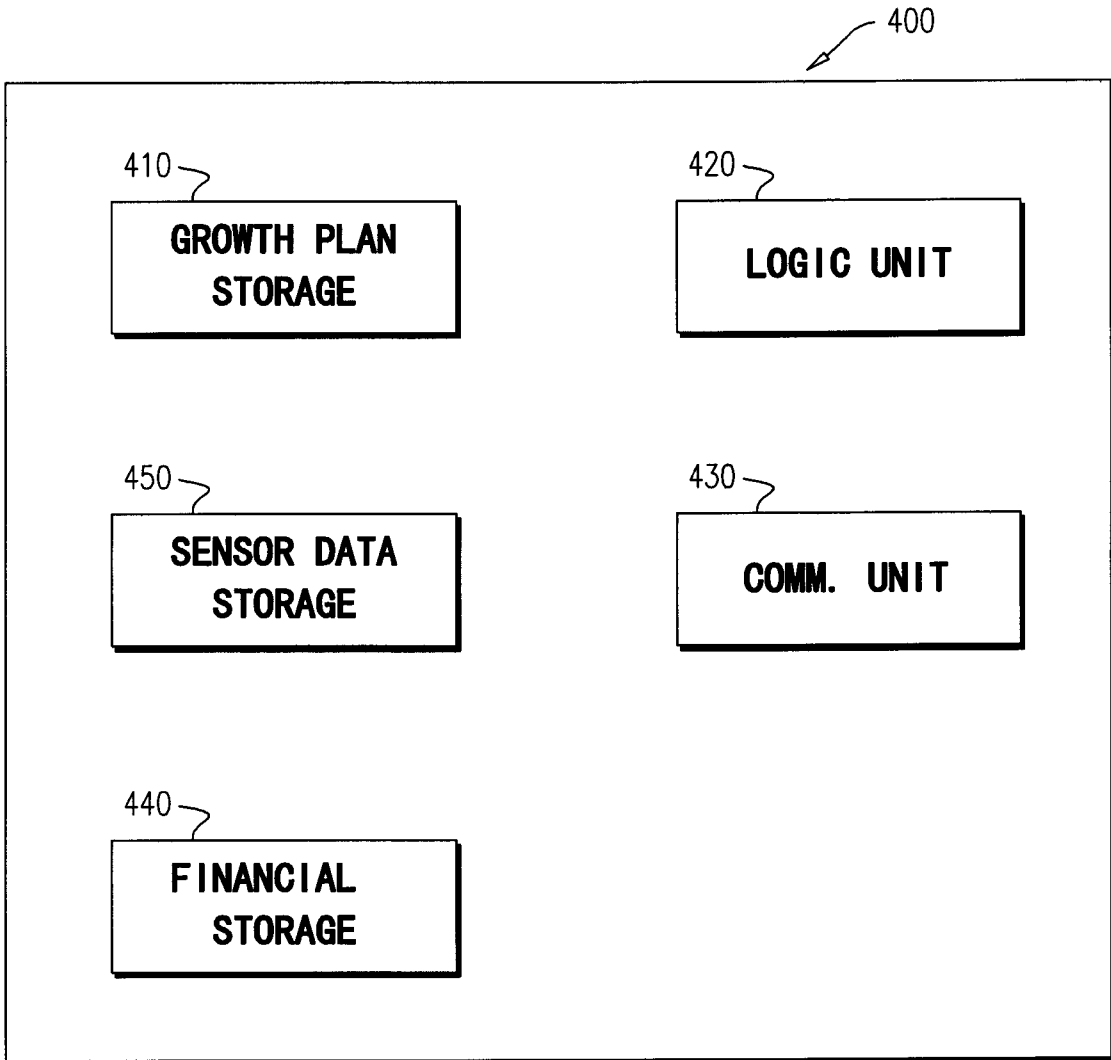 400
410
GROWTH PLAN
STORAGE
420
LOGIC UNIT
450
SENSOR DATA
STORAGE
430
COMM. UNIT
440
FINANCIAL
STORAGE